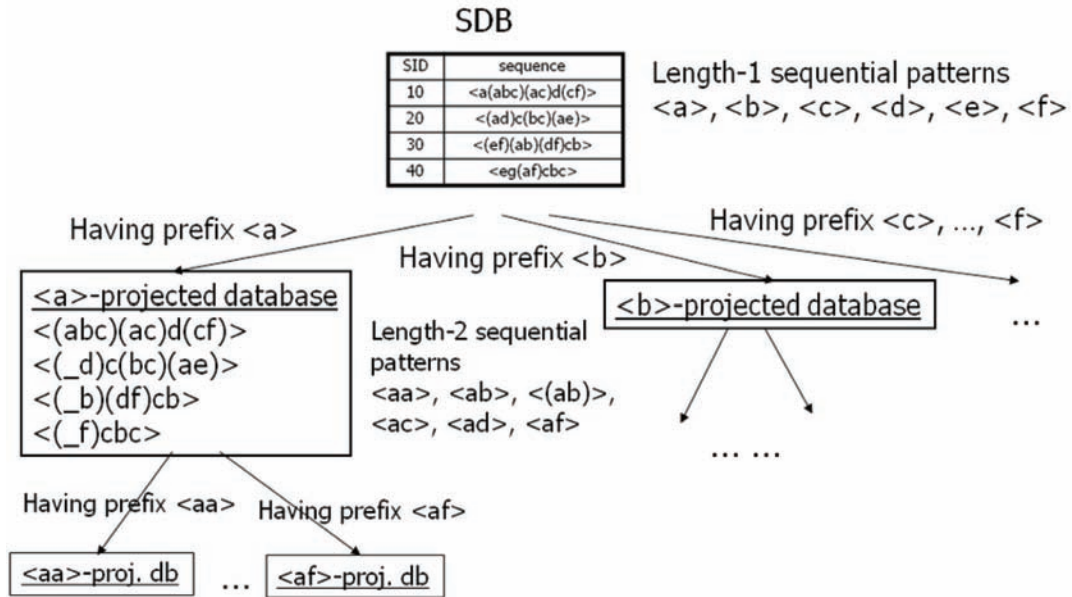 SDB
SID sequence
10 <a(abc)(ac)d(cf)>
20 <(ad)c(bc)(ae)>
30 <(ef)(ab)(df)cb>
40 <eg(af)cbc>
Length-1 sequential patterns
<a>, <b>, <c>, <d>, <e>, <f>
Having prefix <a>
Having prefix <b>
Having prefix <c>, ..., <f>
<a>-projected database
<(abc)(ac)d(cf)>
<(_d)c(bc)(ae)>
<(_b)(df)cb>
<(_f)cbc>
Length-2 sequential
patterns
<aa>, <ab>, <(ab)>,
<ac>, <ad>, <af>
<b>-projected database
...
... ...
Having prefix <aa>
Having prefix <af>
<aa>-proj. db
...
<af>-proj. db